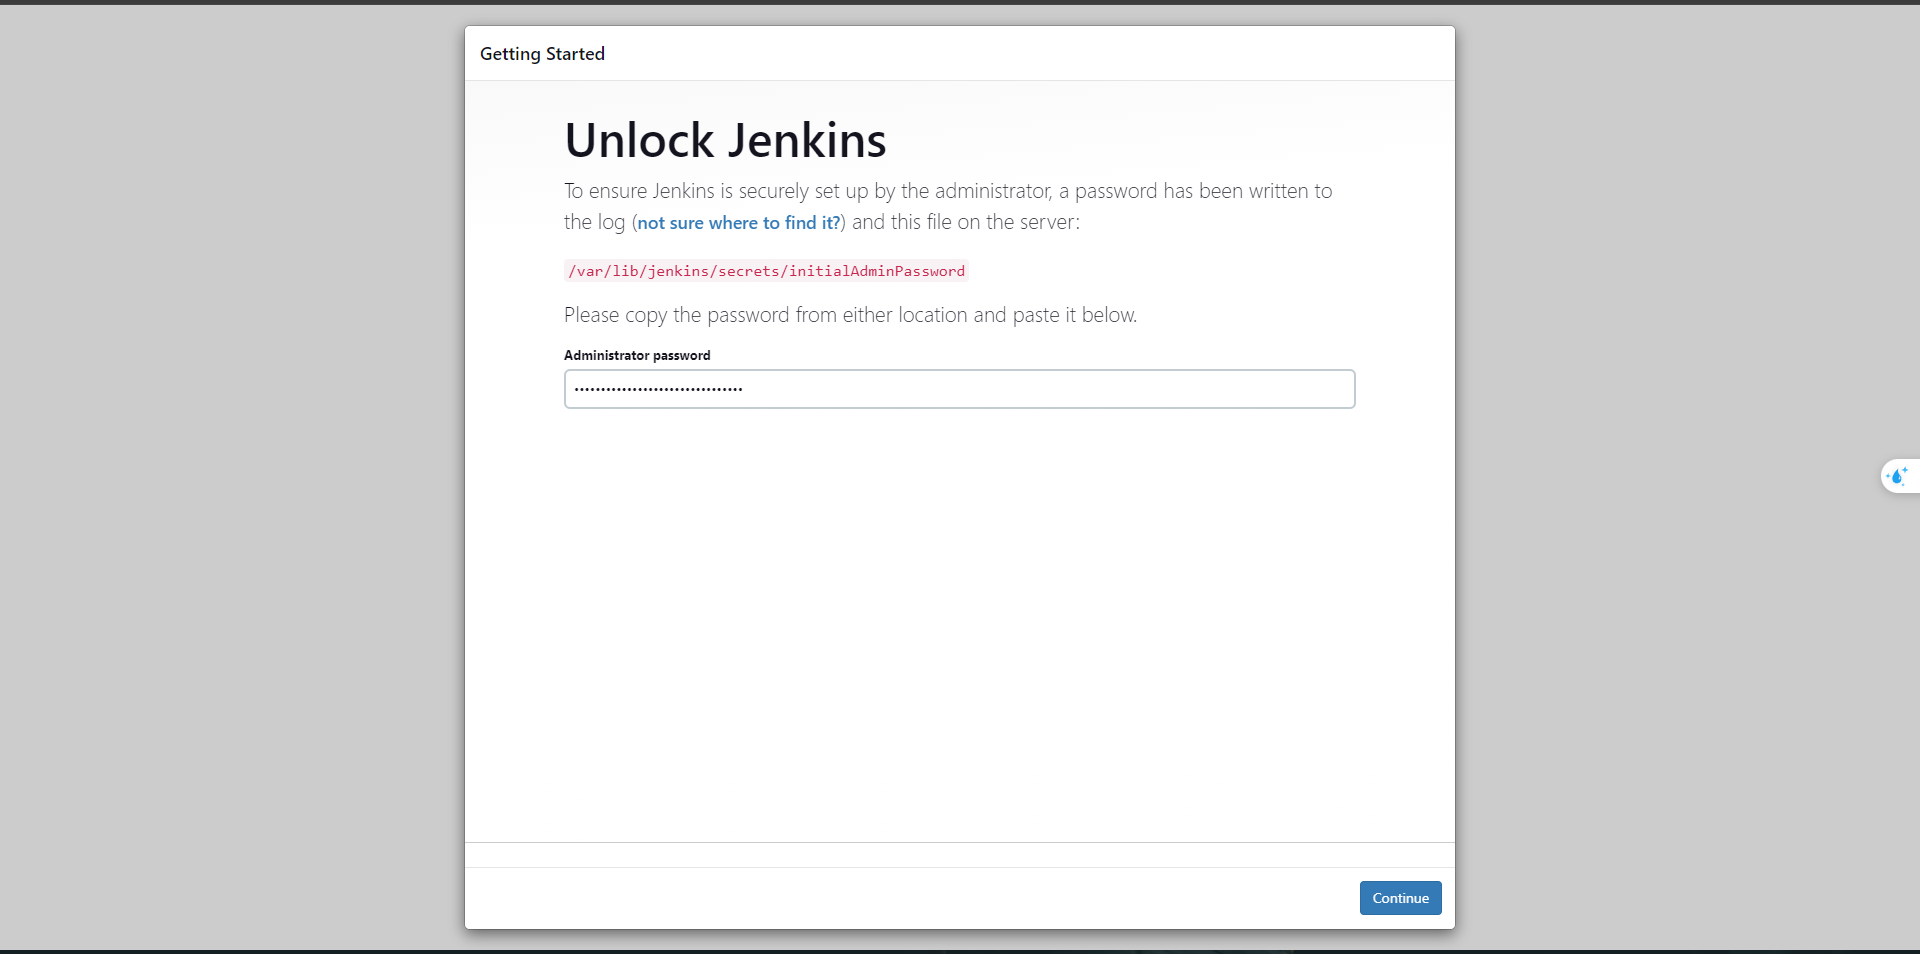 Getting Started
Unlock Jenkins
To ensure Jenkins is securely set up by the administrator, a password has been written to
the log (not sure where to find it?) and this file on the server:
/var/lib/jenkins/secrets/initialAdminPassword
Please copy the password from either location and paste it below.
Administrator password
••••••••••••••••••••••••••••••••
Continue